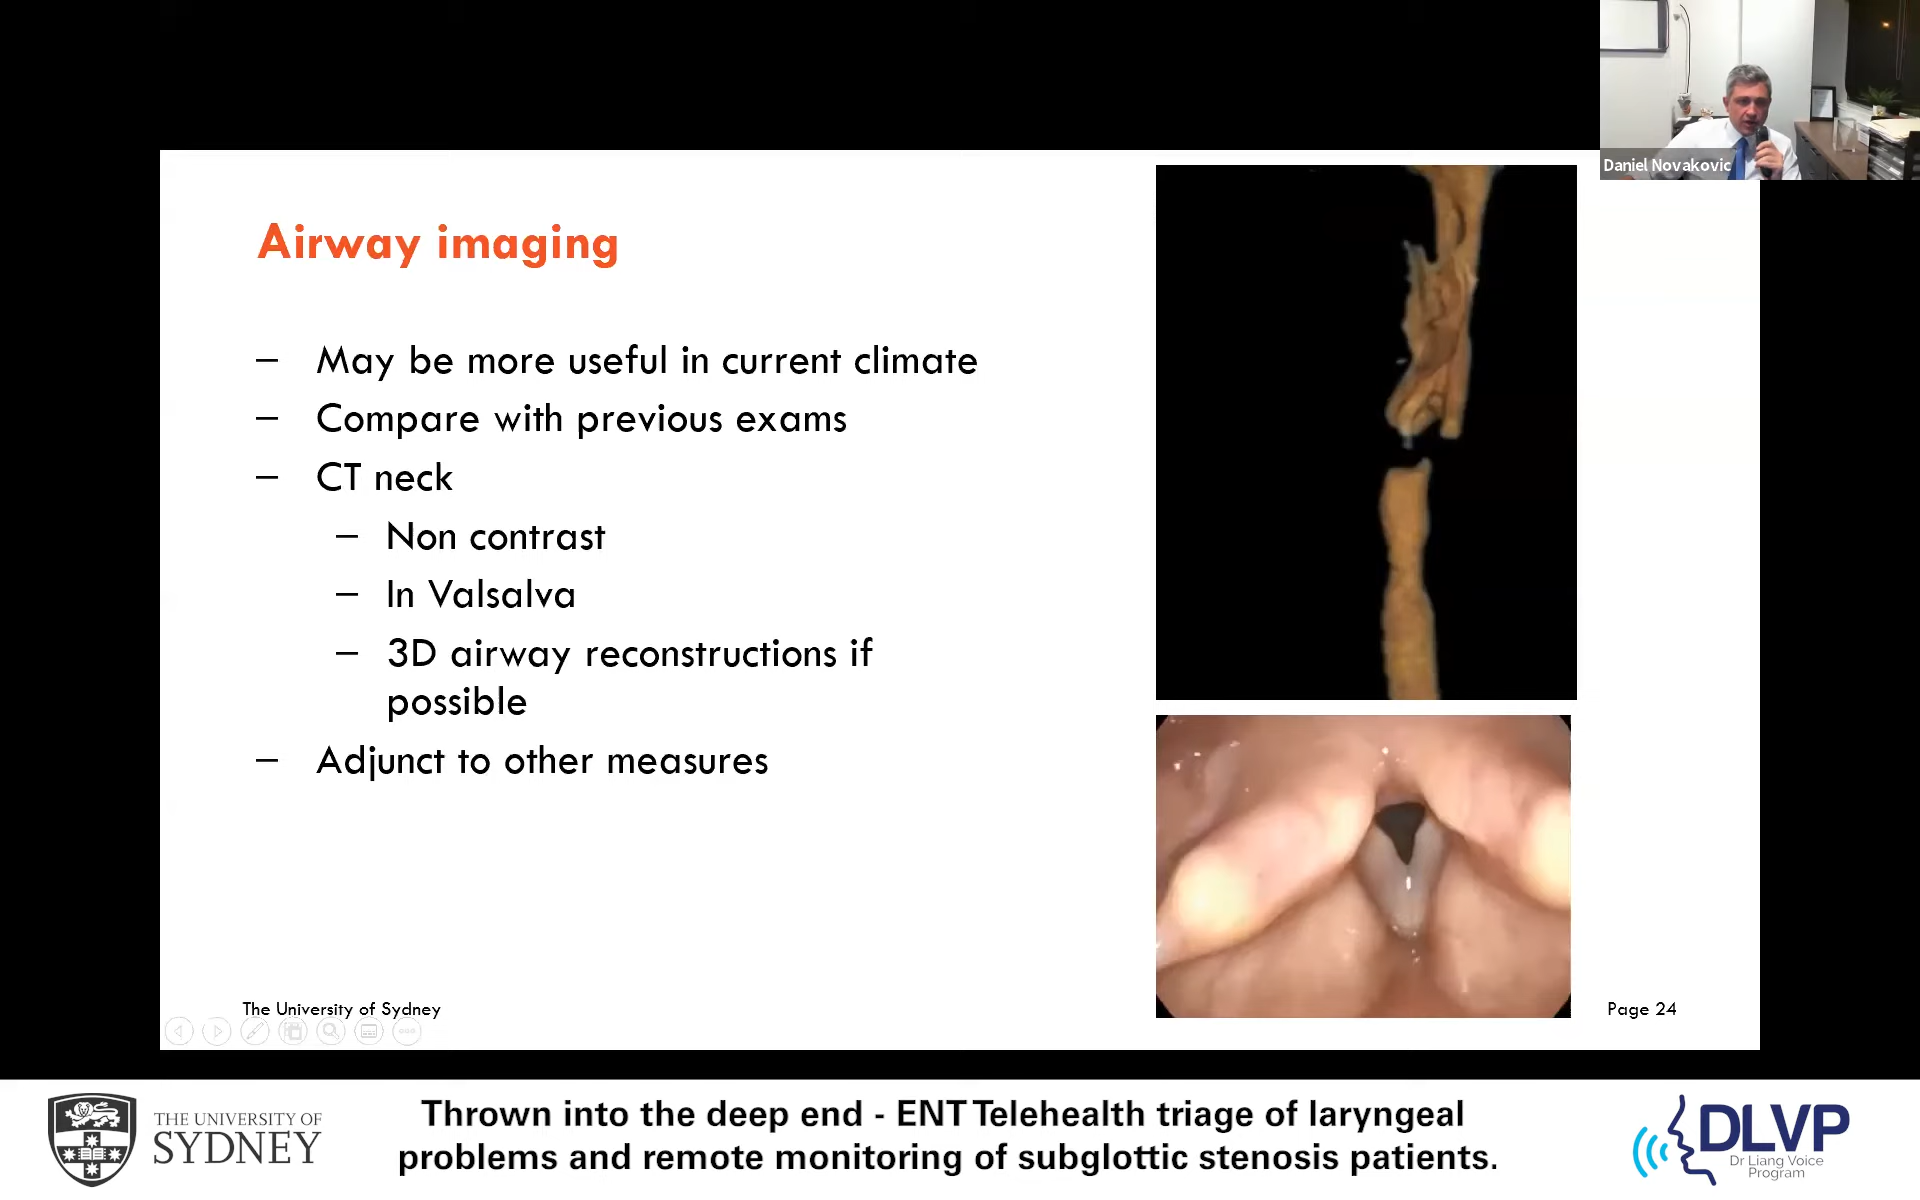 Daniel Novakovic
Airway imaging
– May be more useful in current climate
– Compare with previous exams
– CT neck
– Non contrast
– In Valsalva
– 3D airway reconstructions if
possible
– Adjunct to other measures
The University of Sydney
Page 24
THE UNIVERSITY OF
SYDNEY
Thrown into the deep end - ENT Telehealth triage of laryngeal
problems and remote monitoring of subglottic stenosis patients.
DLVP
Dr Liang Voice
Program